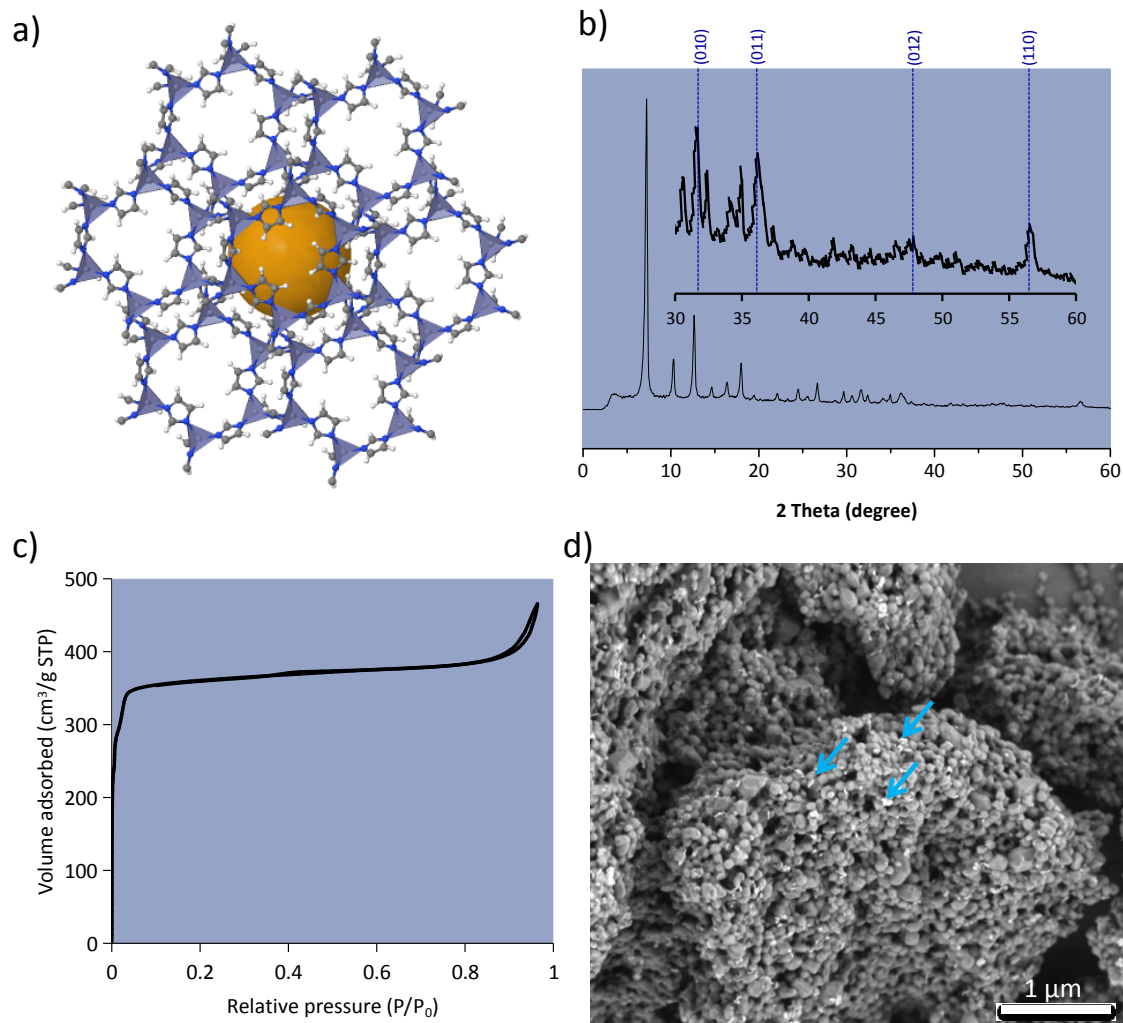 a)
b)
(010)
(011)
(012)
(110)
30 35 40 45 50 55 60
0 10 20 30 40 50 60
2 Theta (degree)
c)
500
400
300
200
100
0
0 0.2 0.4 0.6 0.8 1
Volume adsorbed (cm³/g STP)
Relative pressure (P/P₀)
d)
1 μm